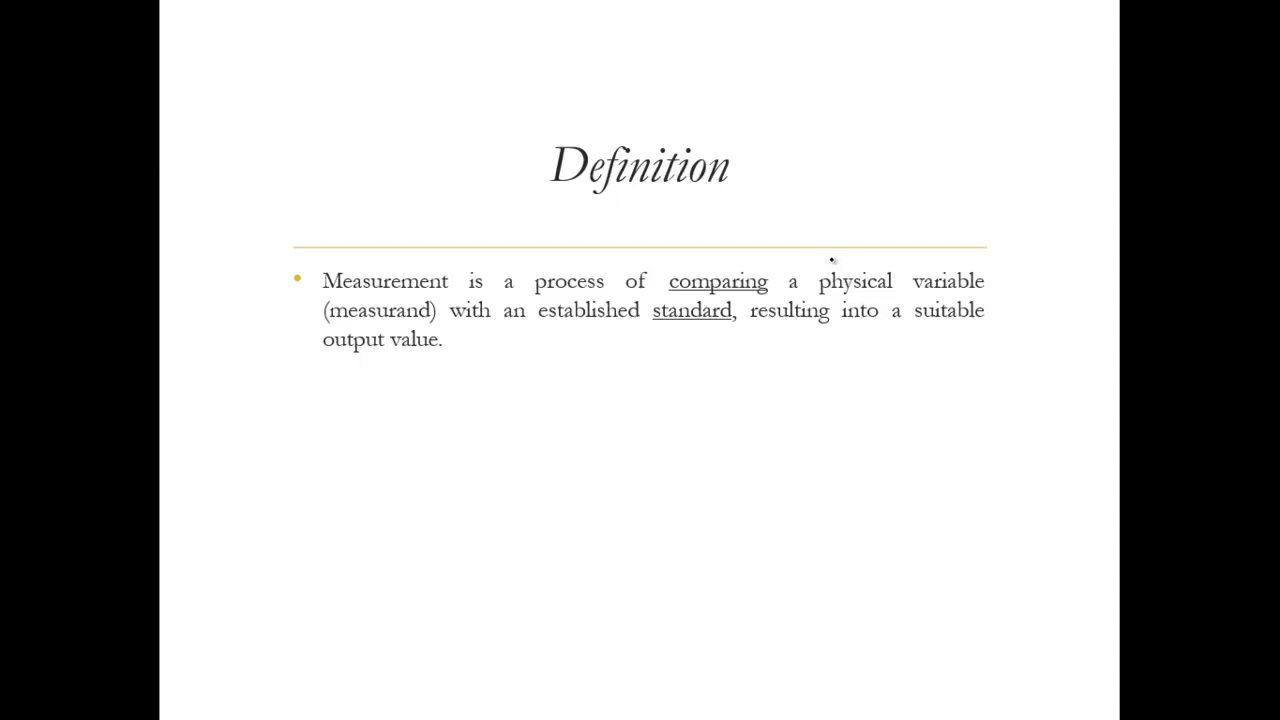 Definition
• Measurement is a process of comparing a physical variable
(measurand) with an established standard, resulting into a suitable
output value.